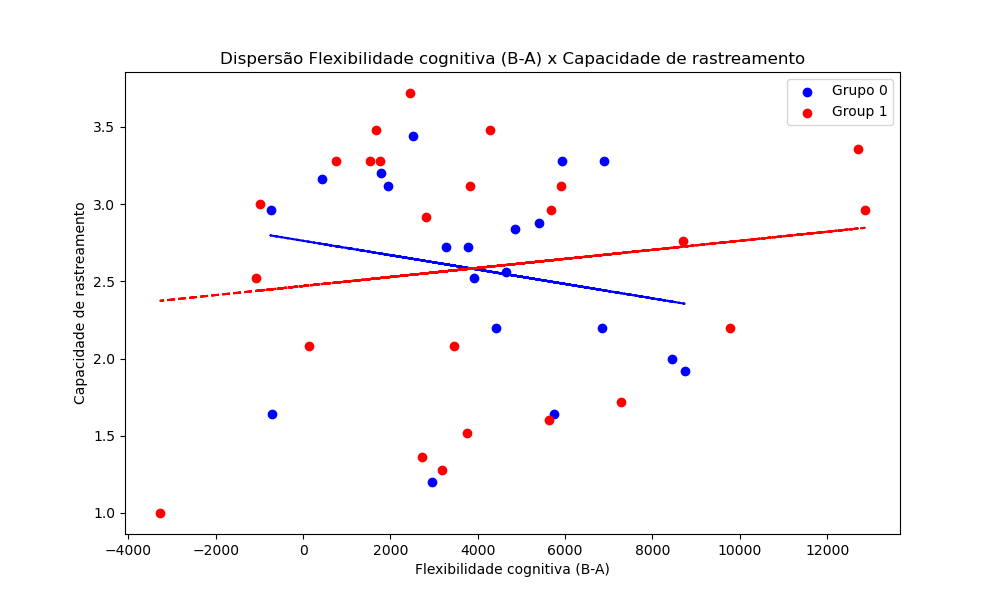 Dispersão Flexibilidade cognitiva (B-A) x Capacidade de rastreamento
Grupo 0
Group 1
Capacidade de rastreamento
3.5
3.0
2.5
2.0
1.5
1.0
−4000 −2000 0 2000 4000 6000 8000 10000 12000
Flexibilidade cognitiva (B-A)